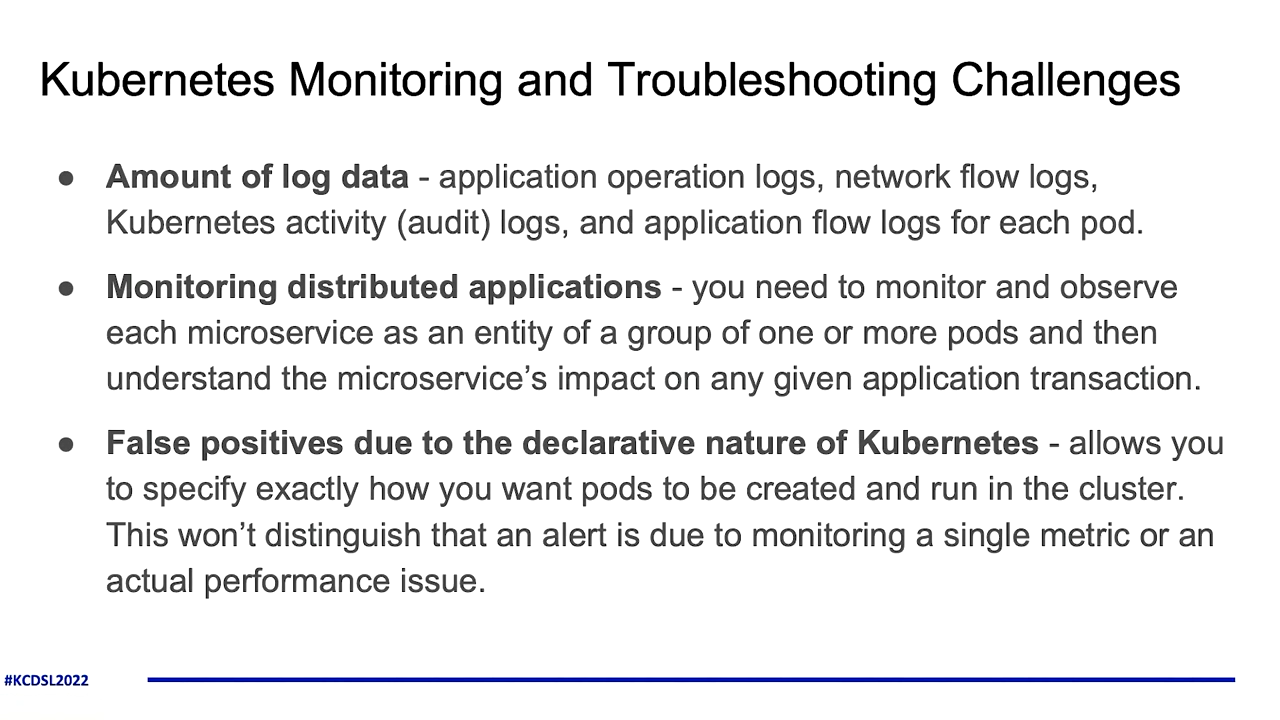 Kubernetes Monitoring and Troubleshooting Challenges
● Amount of log data - application operation logs, network flow logs,
Kubernetes activity (audit) logs, and application flow logs for each pod.
● Monitoring distributed applications - you need to monitor and observe
each microservice as an entity of a group of one or more pods and then
understand the microservice’s impact on any given application transaction.
● False positives due to the declarative nature of Kubernetes - allows you
to specify exactly how you want pods to be created and run in the cluster.
This won’t distinguish that an alert is due to monitoring a single metric or an
actual performance issue.
#KCDSL2022